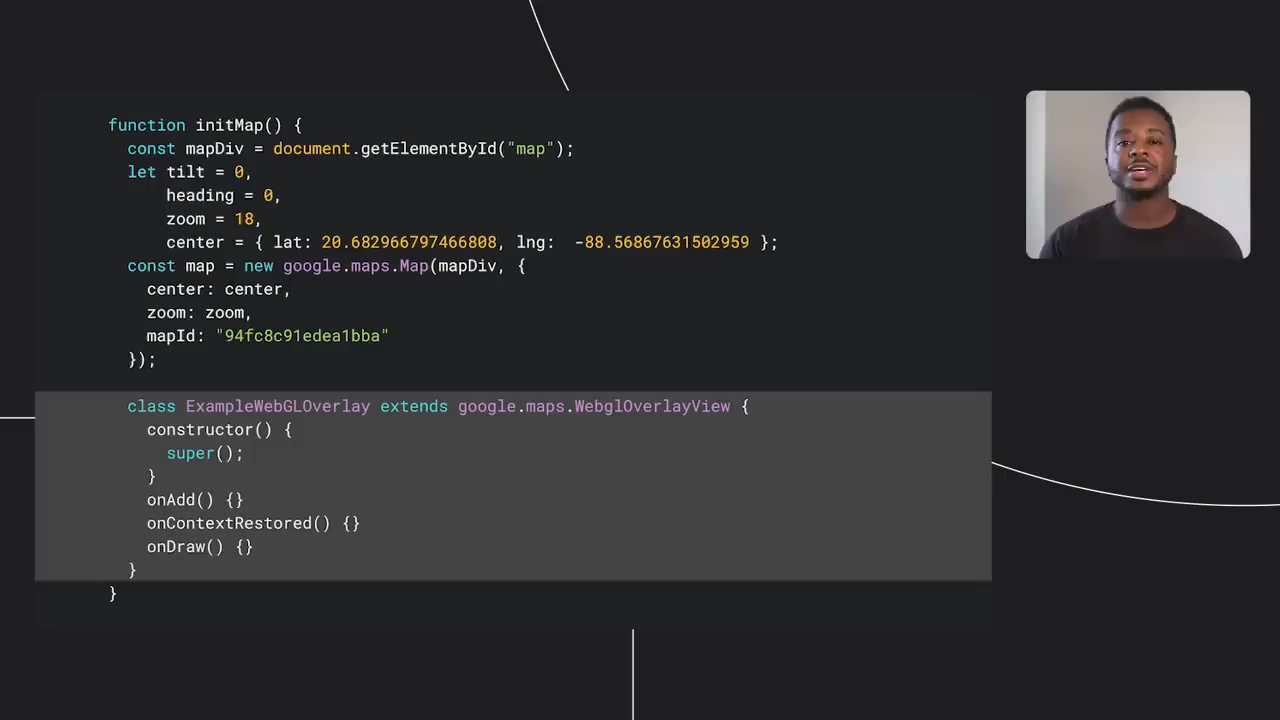 function initMap() {
const mapDiv = document.getElementById("map");
let tilt = 0,
heading = 0,
zoom = 18,
center = { lat: 20.682966797466808, lng:  -88.56867631502959 };
const map = new google.maps.Map(mapDiv, {
center: center,
zoom: zoom,
mapId: "94fc8c91edea1bba"
});
class ExampleWebGLOverlay extends google.maps.WebglOverlayView {
constructor() {
super();
}
onAdd() {}
onContextRestored() {}
onDraw() {}
}
}